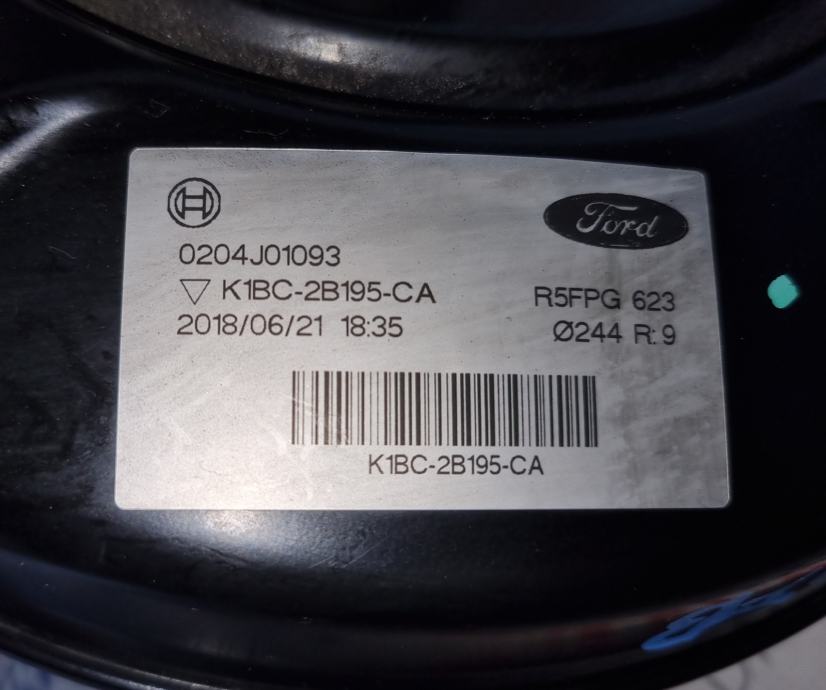 Ford
0204J01093
▽ K1BC-2B195-CA
R5FPG 623
2018/06/21 18:35
Ø244 R:9
K1BC-2B195-CA